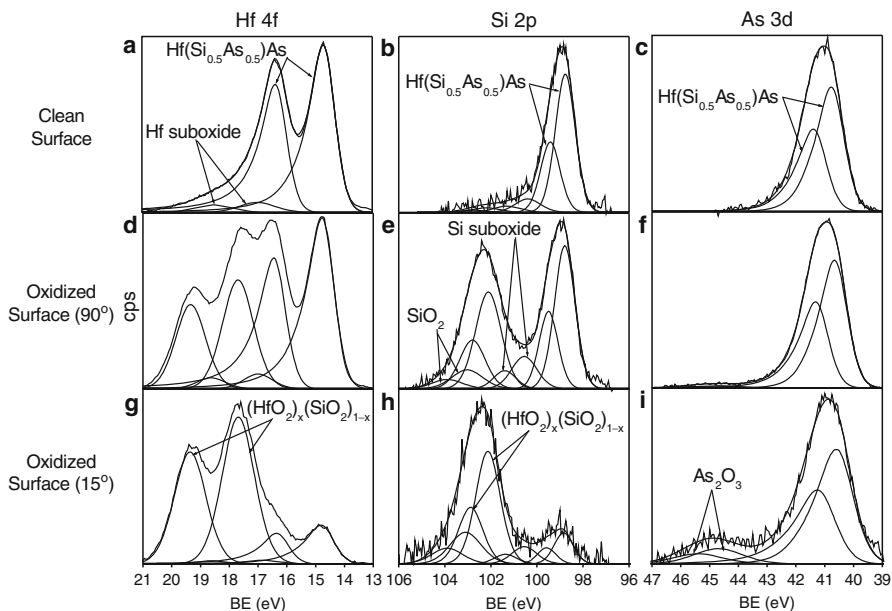 Hf 4f Si 2p As 3d
a b c
Clean
Surface
Hf(Si₀.₅As₀.₅)As
Hf suboxide
Hf(Si₀.₅As₀.₅)As
Hf(Si₀.₅As₀.₅)As
d e f
Oxidized
Surface (90°)
cps
SiO₂
Si suboxide
g h i
Oxidized
Surface (15°)
(HfO₂)ₓ(SiO₂)₁₋ₓ
(HfO₂)ₓ(SiO₂)₁₋ₓ
As₂O₃
21 20 19 18 17 16 15 14 13
106 104 102 100 98 96
47 46 45 44 43 42 41 40 39
BE (eV) BE (eV) BE (eV)